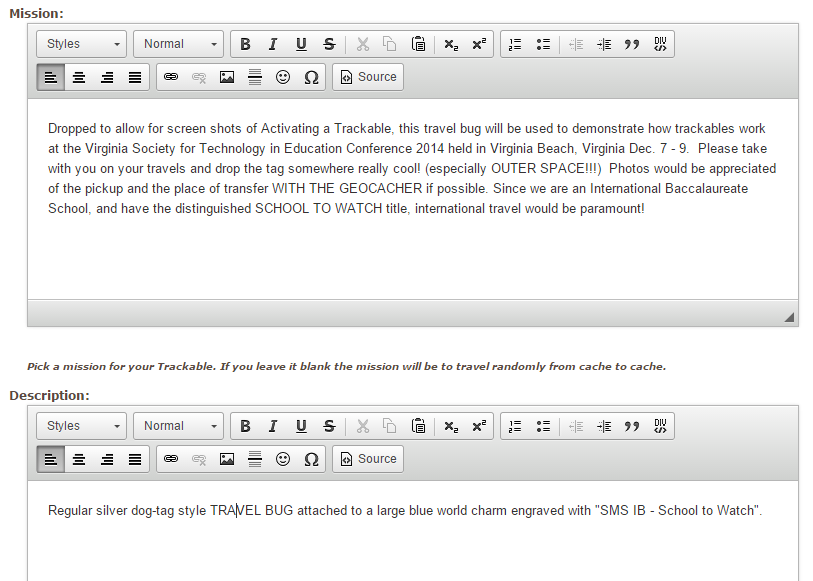 Mission:
Styles Normal B I U S x₂ x² DIV
Source
Dropped to allow for screen shots of Activating a Trackable, this travel bug will be used to demonstrate how trackables work
at the Virginia Society for Technology in Education Conference 2014 held in Virginia Beach, Virginia Dec. 7 - 9.  Please take
with you on your travels and drop the tag somewhere really cool! (especially OUTER SPACE!!!)  Photos would be appreciated
of the pickup and the place of transfer WITH THE GEOCACHER if possible. Since we are an International Baccalaureate
School, and have the distinguished SCHOOL TO WATCH title, international travel would be paramount!
Pick a mission for your Trackable. If you leave it blank the mission will be to travel randomly from cache to cache.
Description:
Styles Normal B I U S x₂ x² DIV
Source
Regular silver dog-tag style TRAVEL BUG attached to a large blue world charm engraved with "SMS IB - School to Watch".